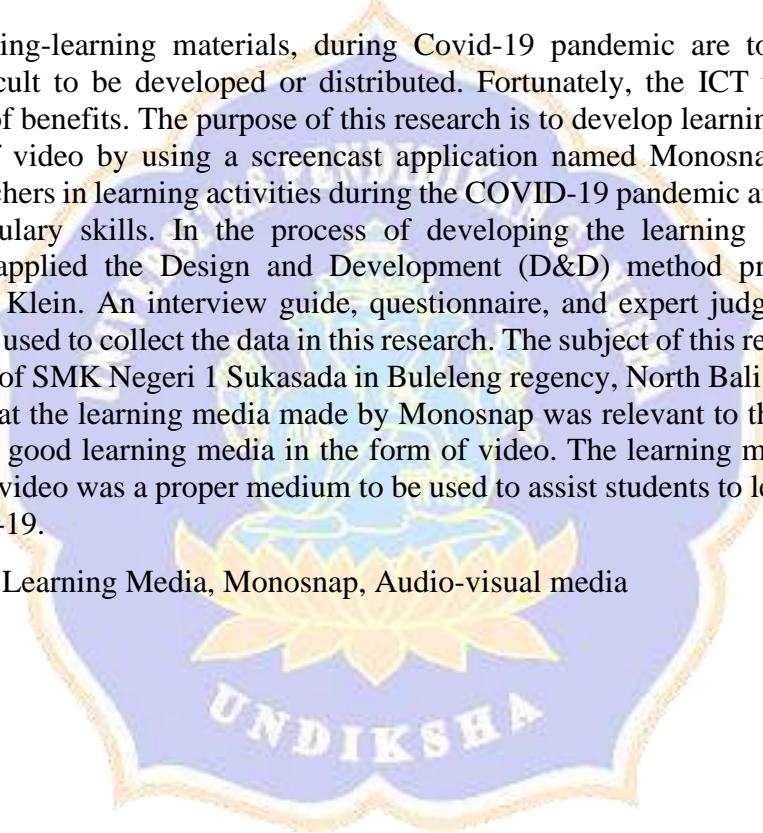 ing-learning materials, during Covid-19 pandemic are to
cult to be developed or distributed. Fortunately, the ICT
of benefits. The purpose of this research is to develop learning
video by using a screencast application named Monosna
chers in learning activities during the COVID-19 pandemic a
ulary skills. In the process of developing the learning
applied the Design and Development (D&D) method pr
Klein. An interview guide, questionnaire, and expert judg
used to collect the data in this research. The subject of this re
of SMK Negeri 1 Sukasada in Buleleng regency, North Bali
at the learning media made by Monosnap was relevant to th
good learning media in the form of video. The learning m
video was a proper medium to be used to assist students to le
-19.
Learning Media, Monosnap, Audio-visual media
UNDIKSHA